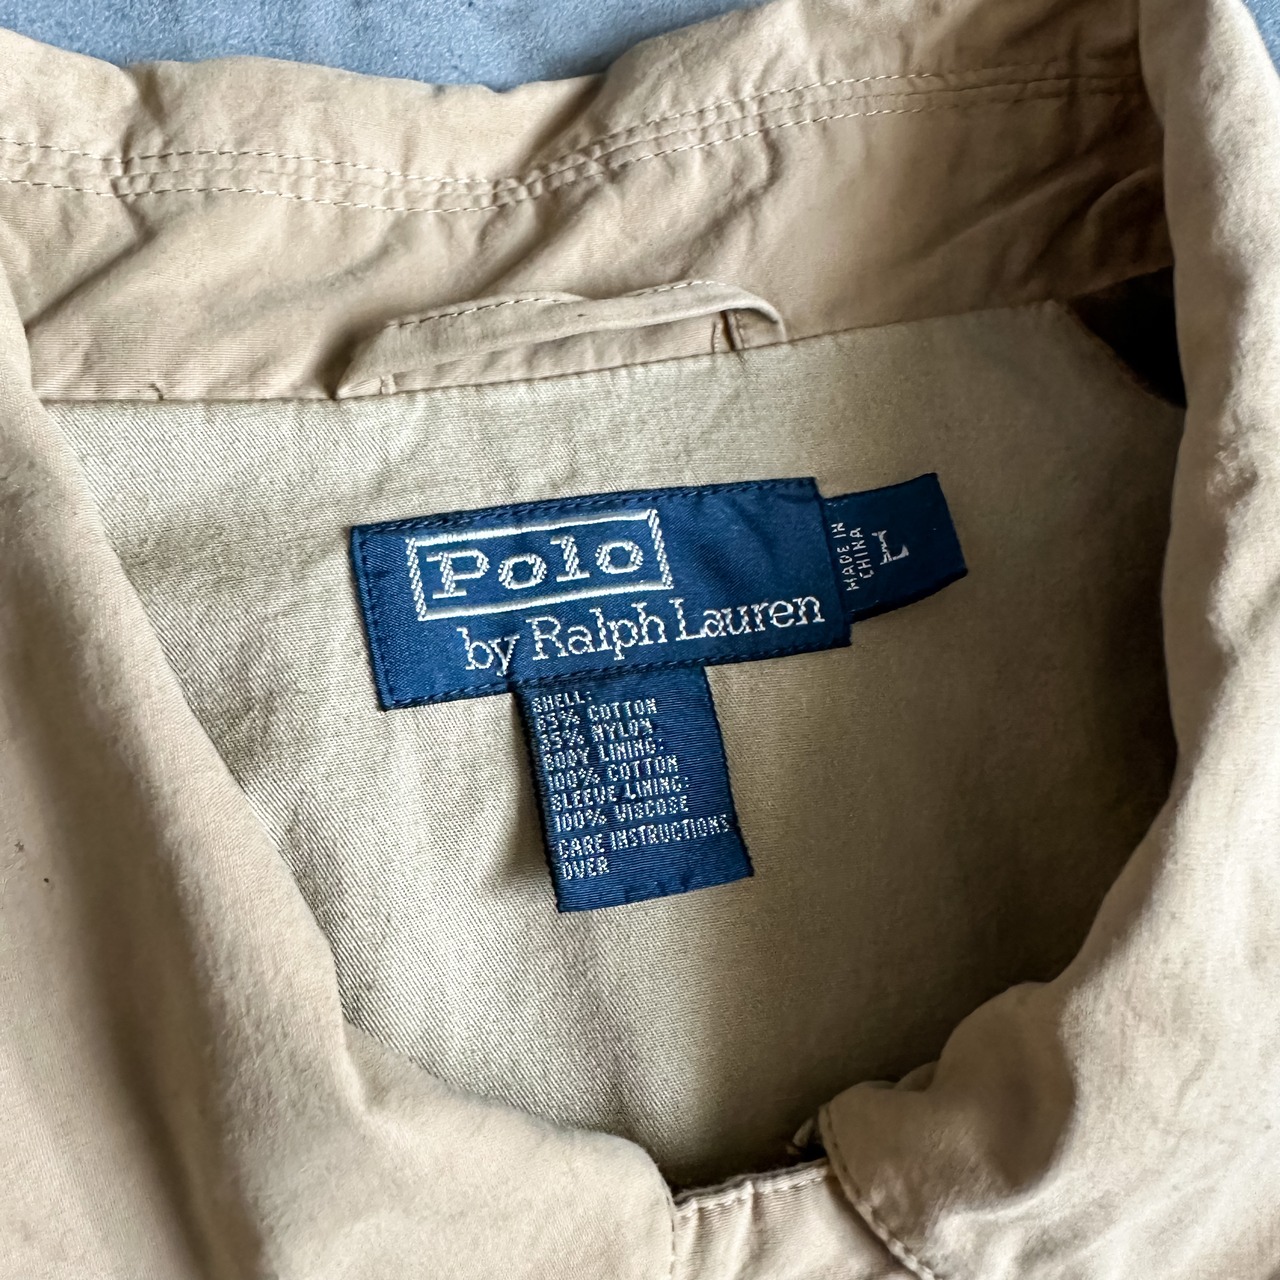 Polo
by Ralph Lauren
MADE IN
CHINA
L
SHELL:
65% COTTON
35% NYLON
BODY LINING:
100% COTTON
SLEEVE LINING:
100% VISCOSE
CARE INSTRUCTIONS
OVER